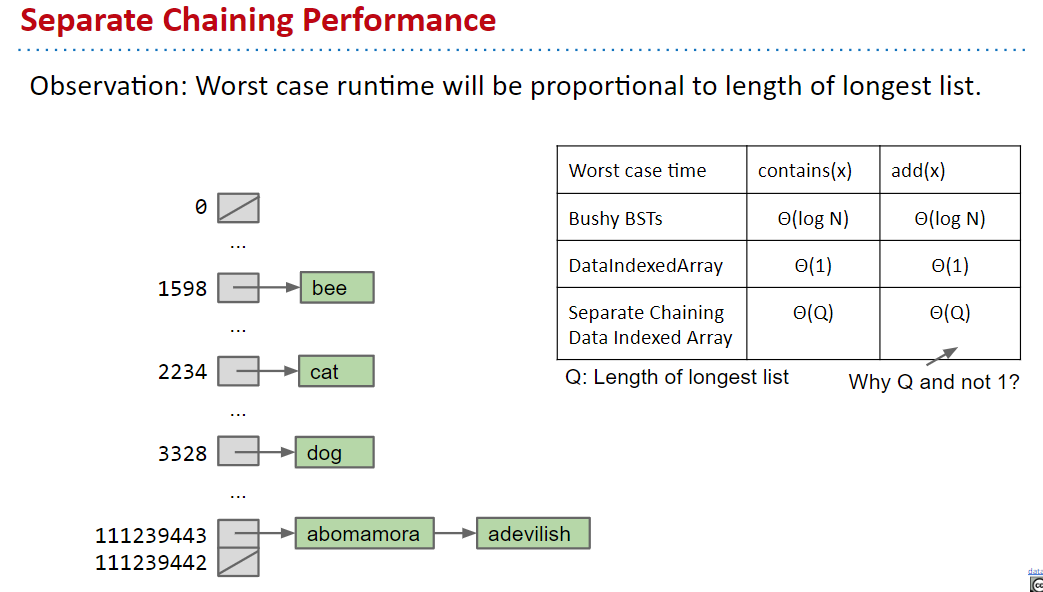 Separate Chaining Performance
Observation: Worst case runtime will be proportional to length of longest list.
Worst case time contains(x) add(x)
Bushy BSTs Θ(log N) Θ(log N)
DataIndexedArray Θ(1) Θ(1)
Separate Chaining Θ(Q) Θ(Q)
Data Indexed Array
Q: Length of longest list
Why Q and not 1?
0
...
1598 bee
...
2234 cat
...
3328 dog
...
111239443 abomamora adevilish
111239442
data
cc